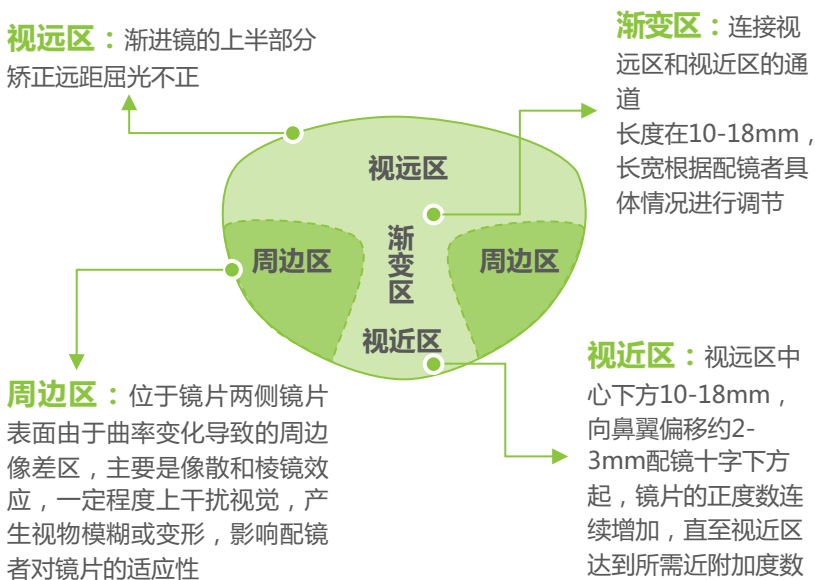 视远区：渐进镜的上半部分
矫正远距屈光不正
渐变区：连接视
远区和视近区的通
道
长度在10-18mm，
长宽根据配镜者具
体情况进行调节
视远区
周边区
渐
变
区
周边区
视近区
周边区：位于镜片两侧镜片
表面由于曲率变化导致的周边
像差区，主要是像散和棱镜效
应，一定程度上干扰视觉，产
生视物模糊或变形，影响配镜
者对镜片的适应性
视近区：视远区中
心下方10-18mm，
向鼻翼偏移约2-
3mm配镜十字下方
起，镜片的正度数连
续增加，直至视近区
达到所需近附加度数